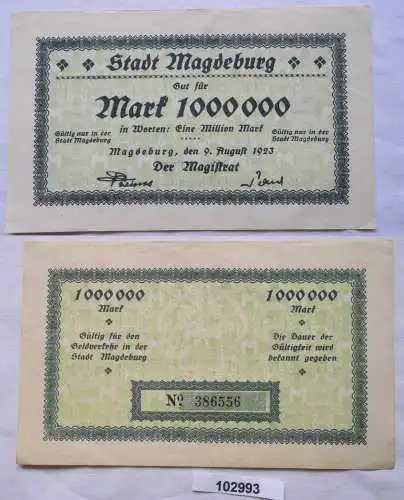 Stadt Magdeburg
Gut für
Mark 1000000
in Worten: Eine Million Mark
Gültig nur in der
Stadt Magdeburg
Gültig nur in der
Stadt Magdeburg
Magdeburg, den 9. August 1923
Der Magistrat
1000000
Mark
Gültig für den
Geldverkehr in der
Stadt Magdeburg
1000000
Mark
Die Dauer der
Gültigkeit wird
bekannt gegeben
No 386556
102993